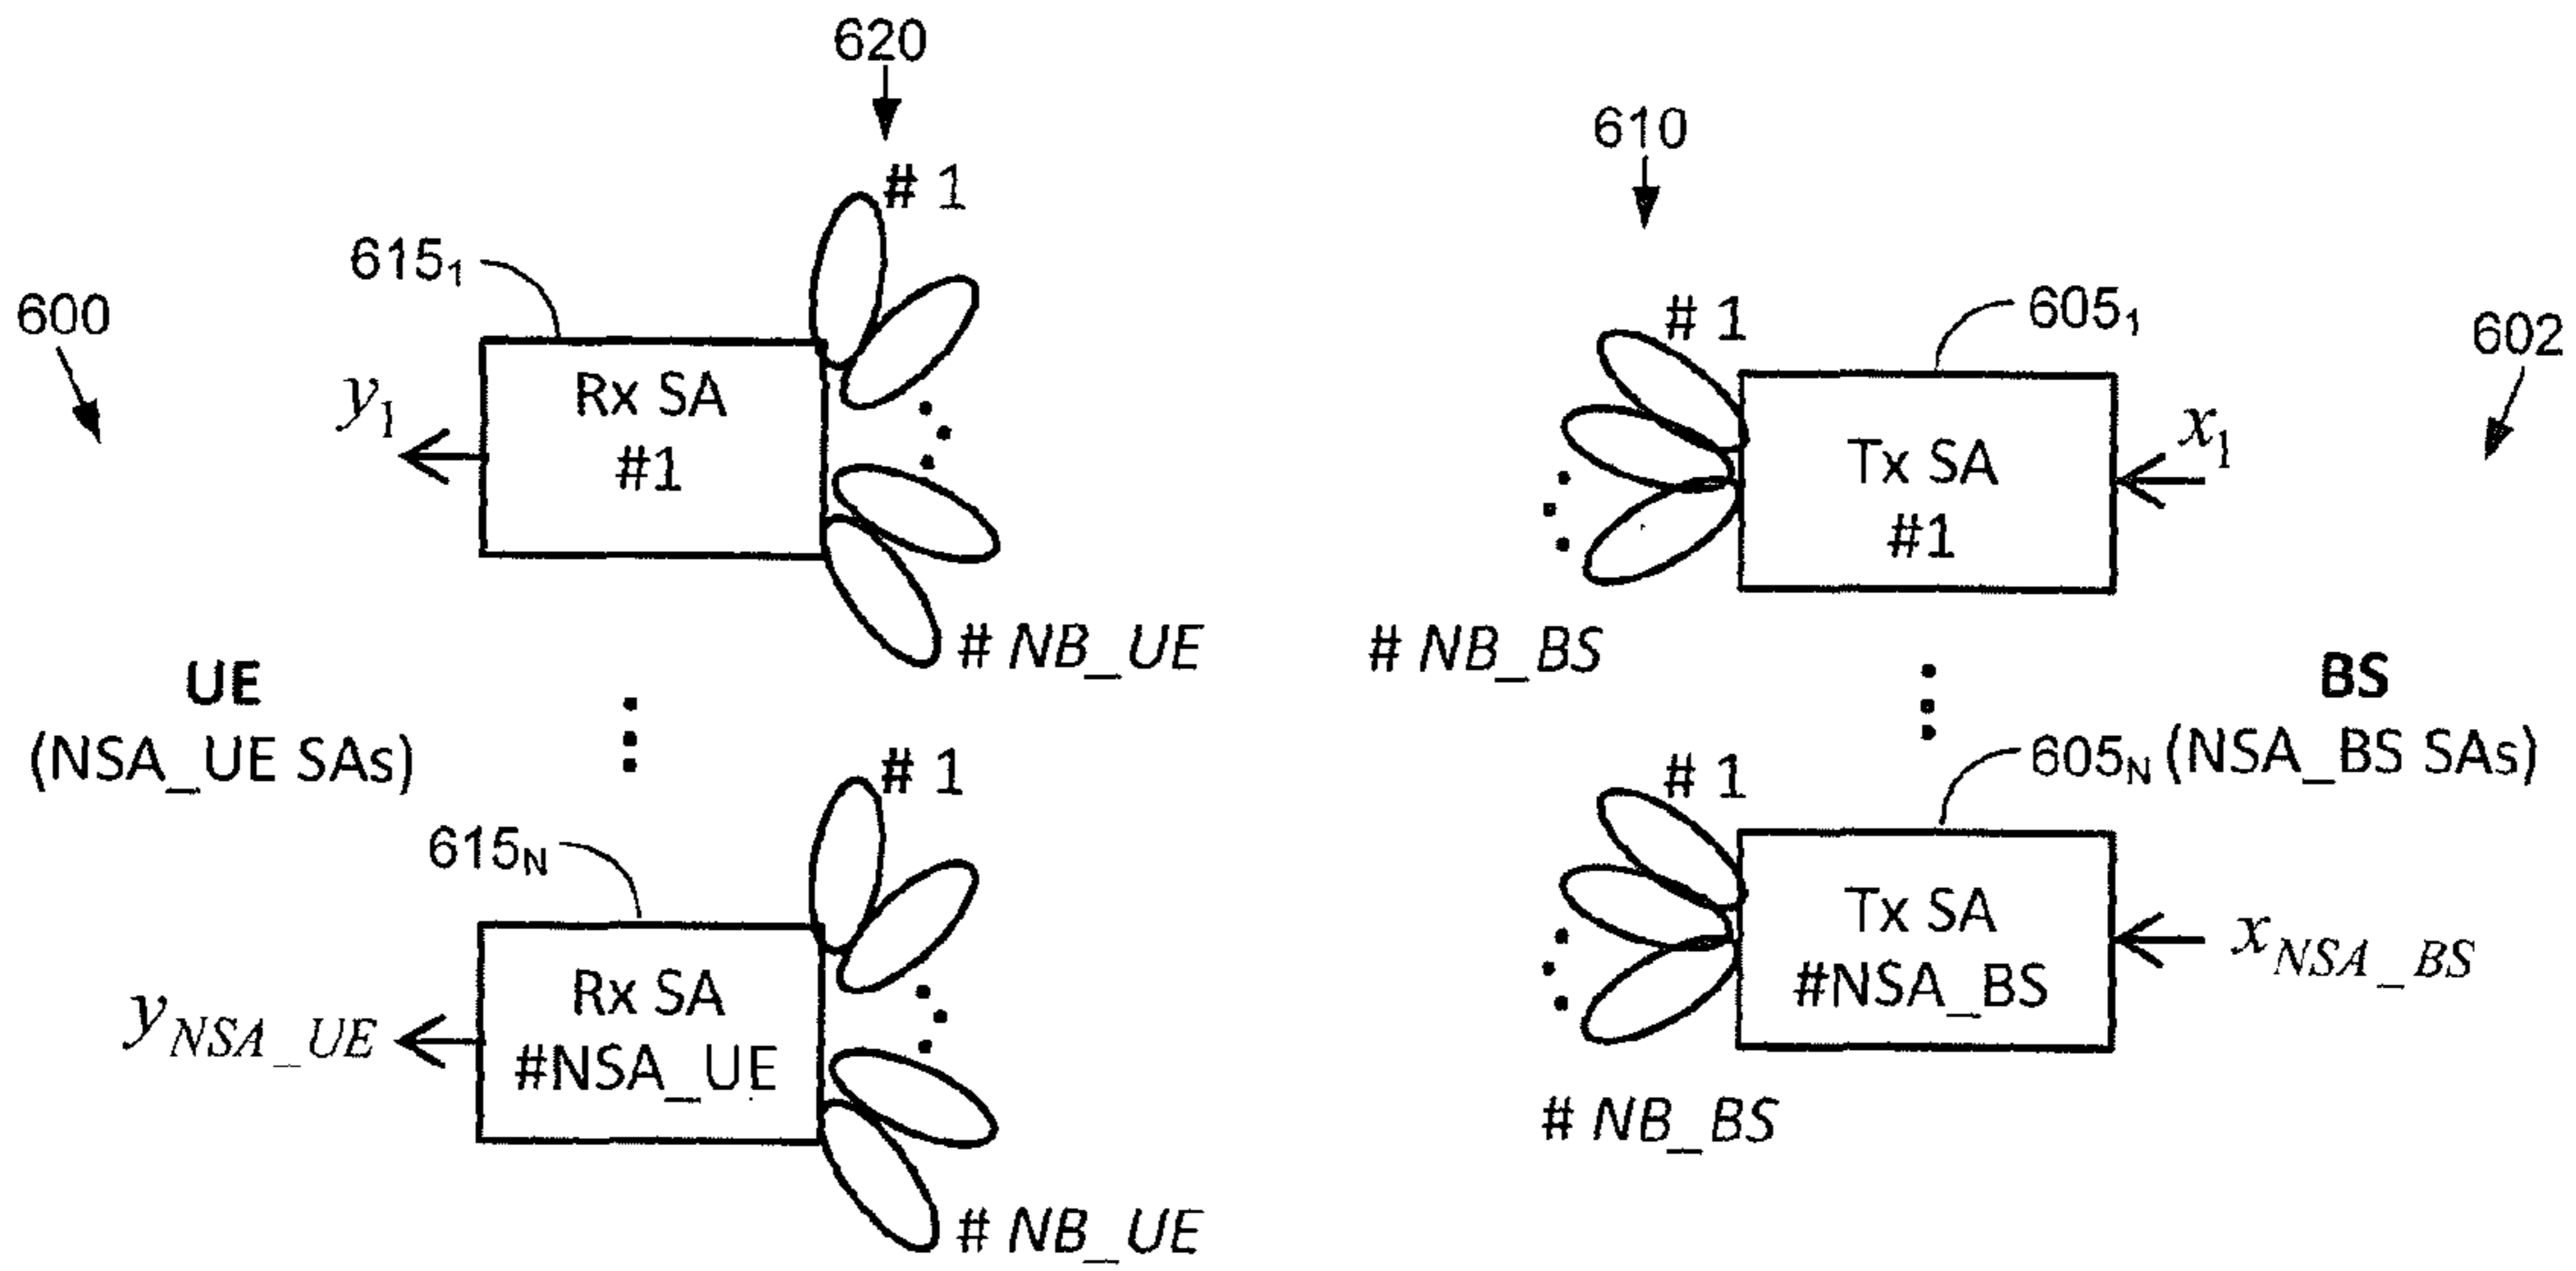 620
# 1
610
615₁
# 1
605₁
600
602
y₁
Rx SA
#1
Tx SA
#1
x₁
# NB_UE
# NB_BS
UE
(NSA_UE SAs)
BS
(NSA_BS SAs)
# 1
# 1
605N
615N
Rx SA
#NSA_UE
Tx SA
#NSA_BS
yNSA_UE
xNSA_BS
# NB_BS
# NB_UE